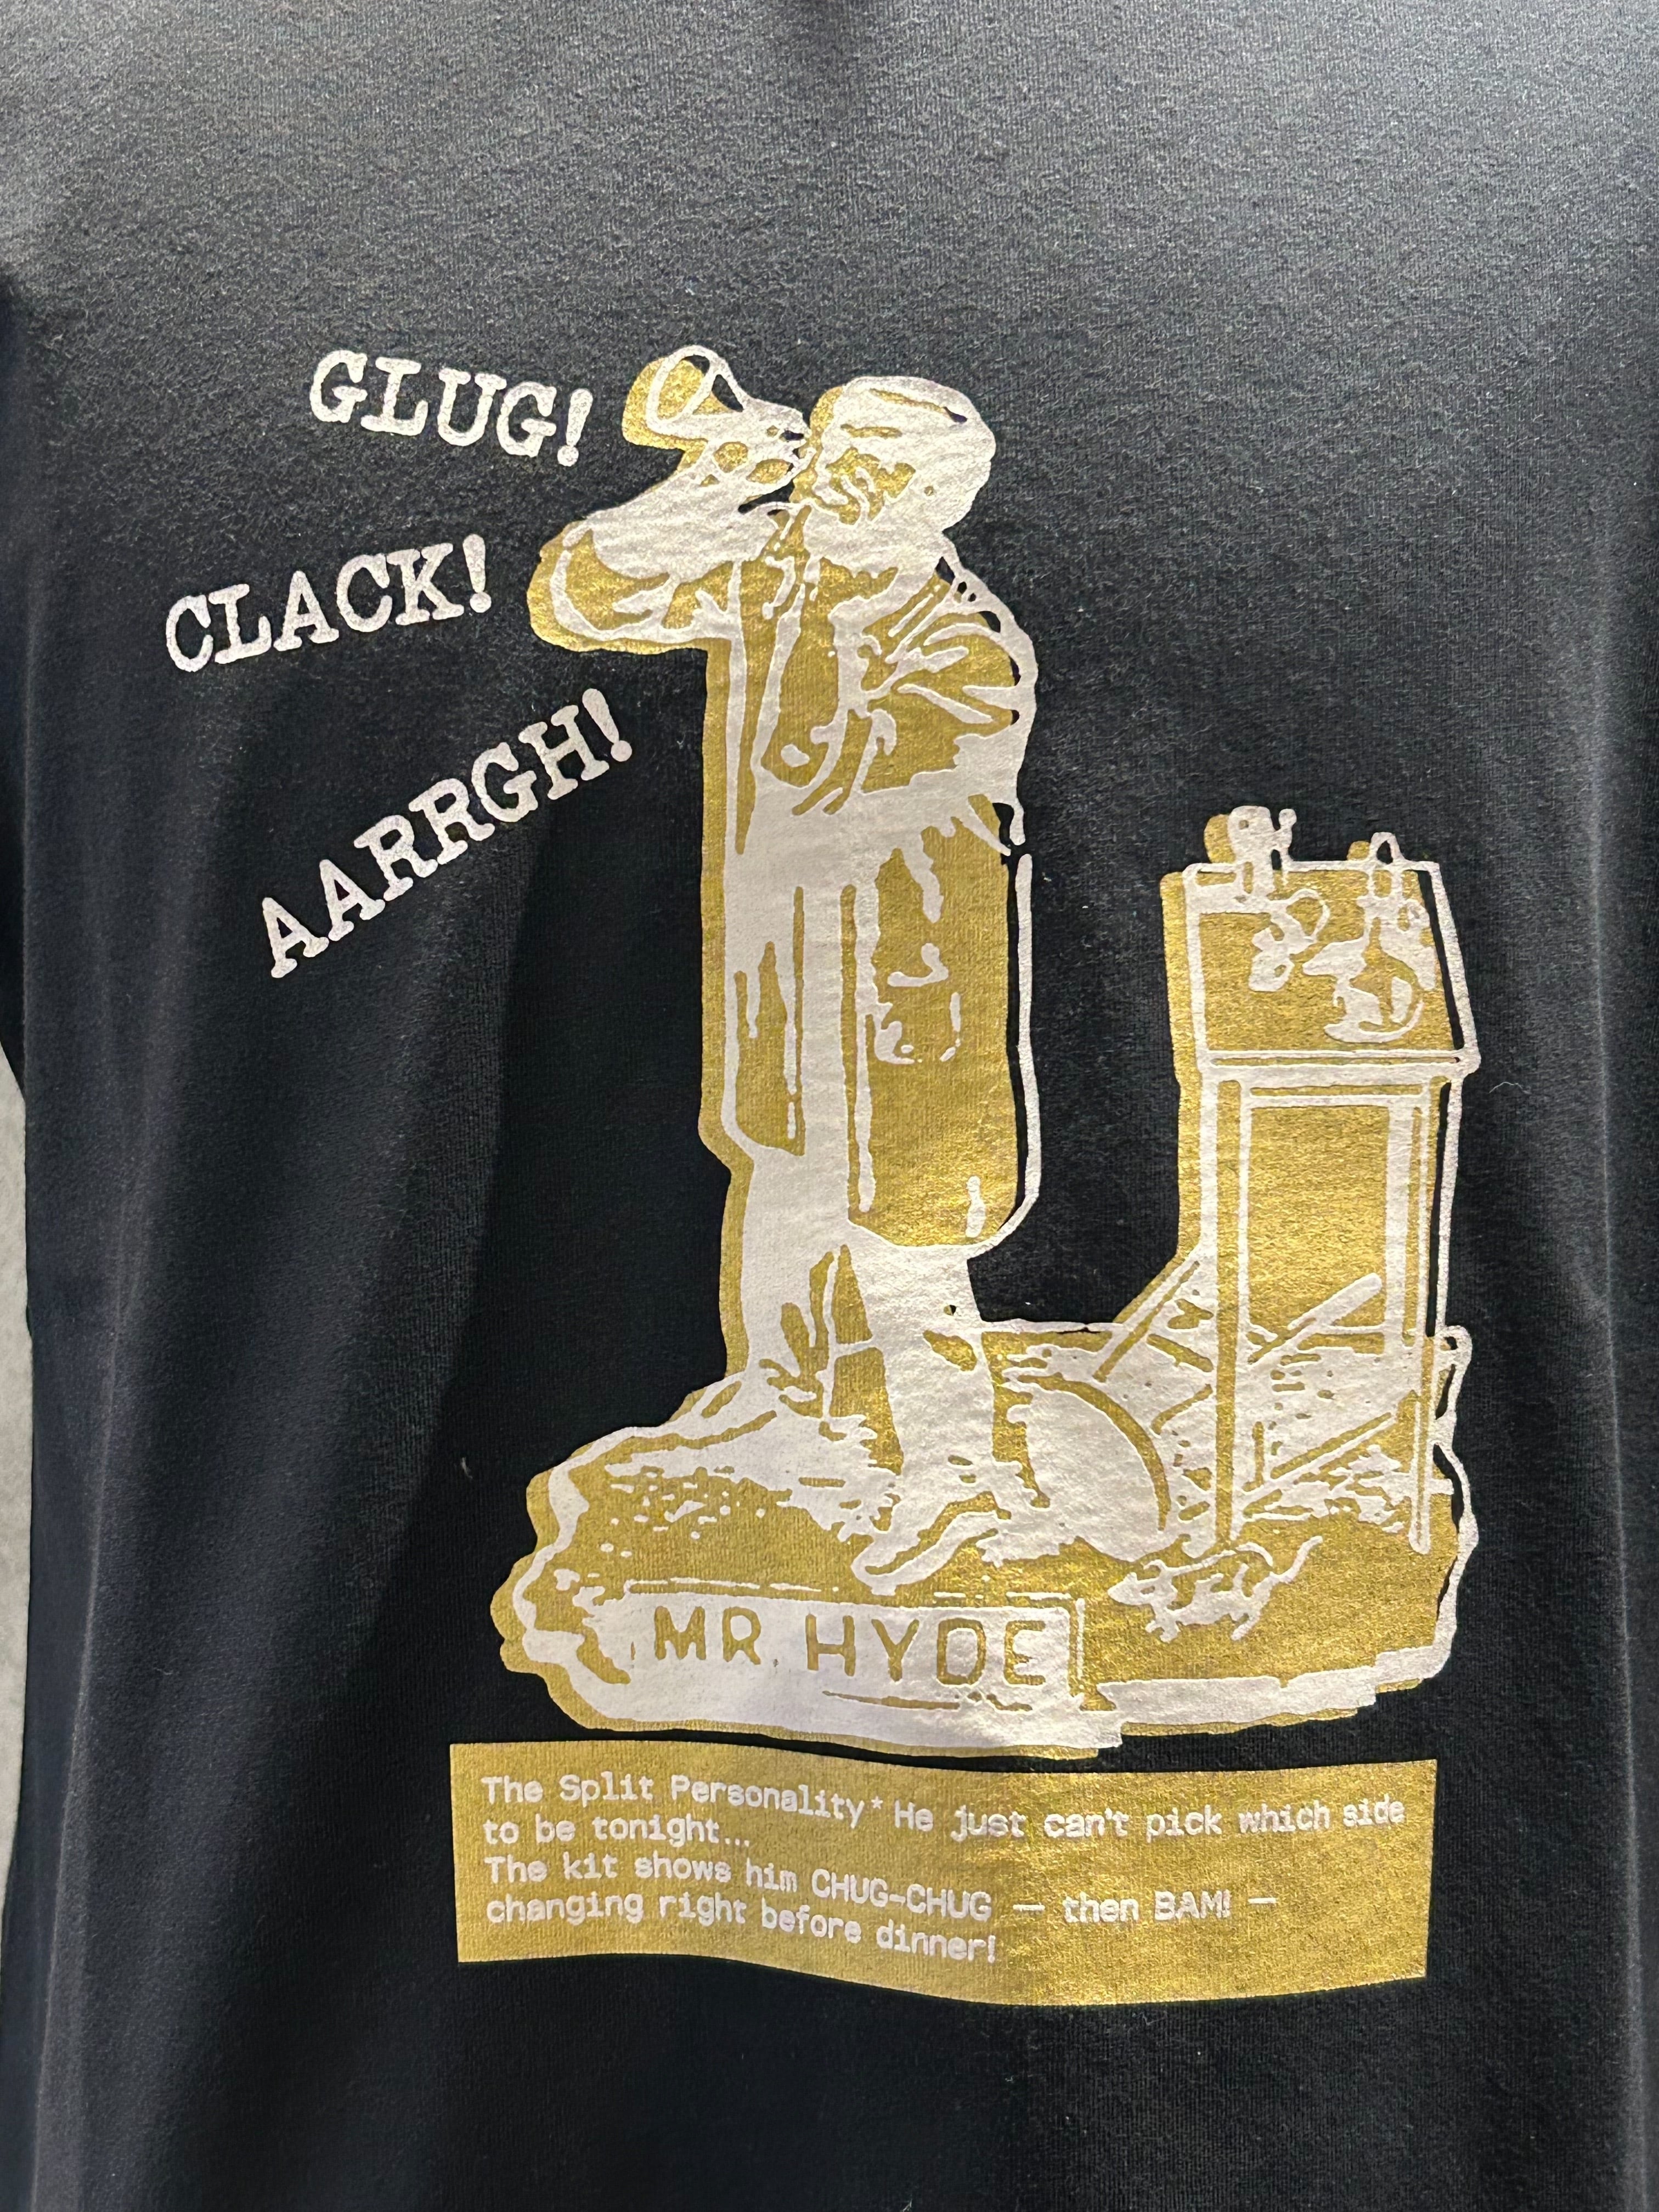 GLUG!
CLACK!
AARRGH!
MR HYDE
The Split Personality* He just can't pick which side
to be tonight...
The kit shows him CHUG-CHUG — then BAM! —
changing right before dinner!